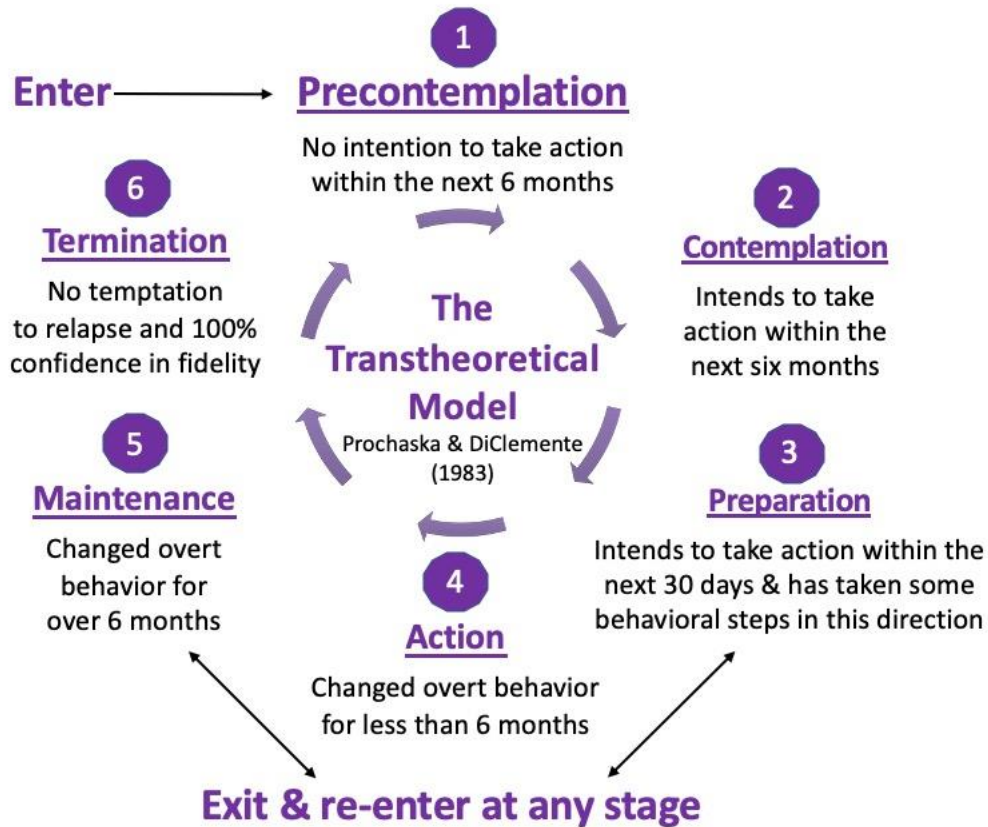 1
Enter
Precontemplation
No intention to take action
within the next 6 months
2
Contemplation
Intends to take
action within the
next six months
3
Preparation
Intends to take action within the
next 30 days & has taken some
behavioral steps in this direction
4
Action
Changed overt behavior
for less than 6 months
5
Maintenance
Changed overt
behavior for
over 6 months
6
Termination
No temptation
to relapse and 100%
confidence in fidelity
The
Transtheoretical
Model
Prochaska & DiClemente
(1983)
Exit & re-enter at any stage